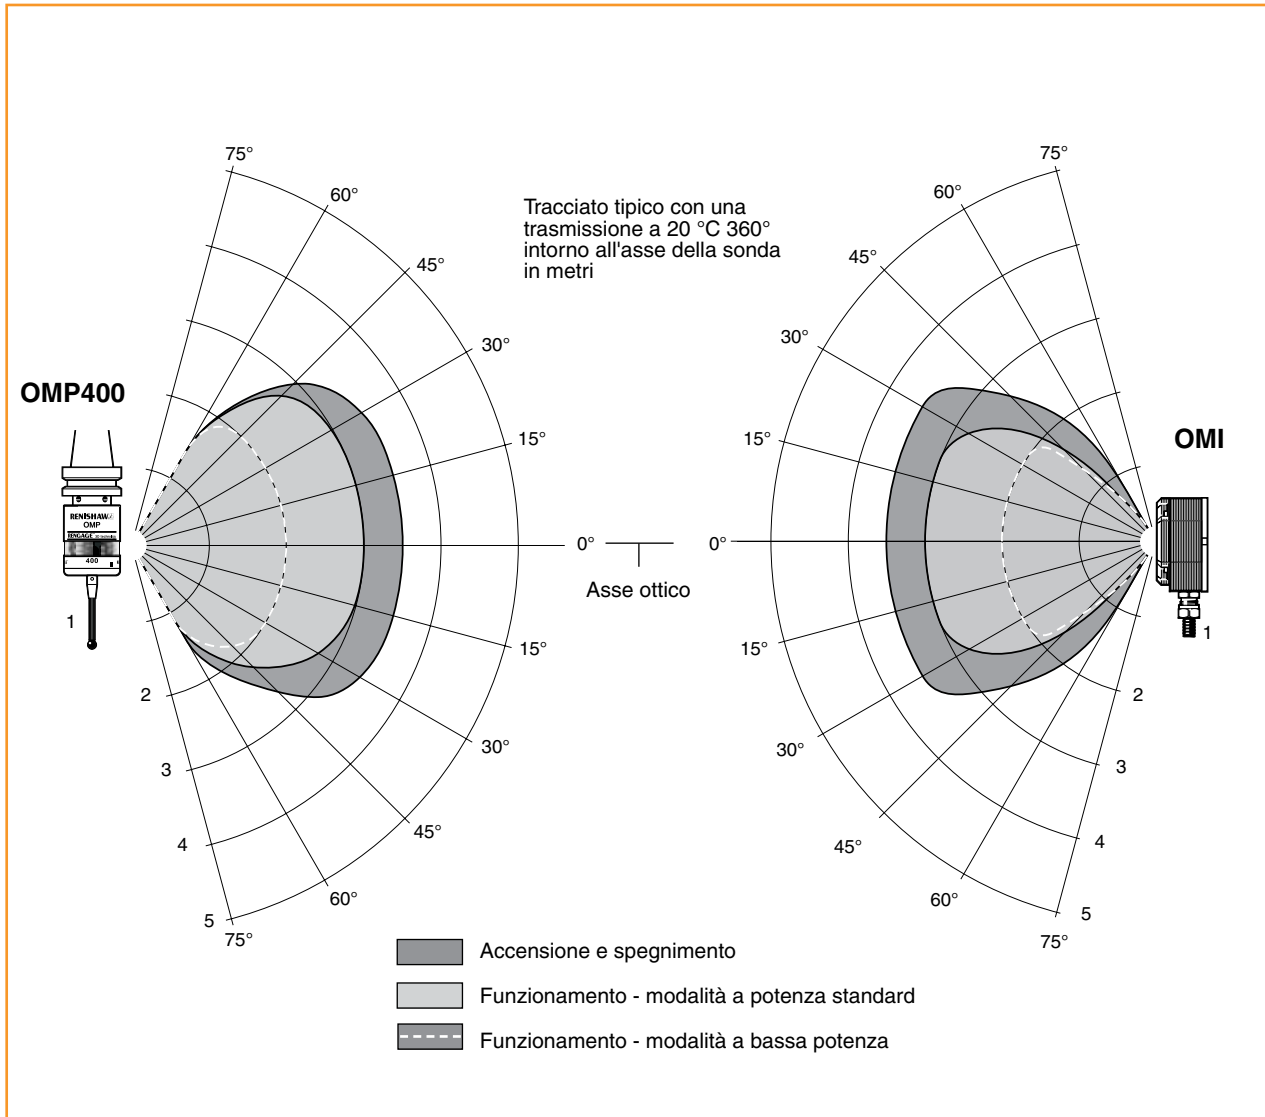 75°
60°
45°
30°
15°
0°
15°
30°
45°
60°
75°
1
2
3
4
5
OMP400
RENISHAW
OMP
400
1
Tracciato tipico con una
trasmissione a 20 °C 360°
intorno all'asse della sonda
in metri
Asse ottico
75°
60°
45°
30°
15°
0°
15°
30°
45°
60°
75°
2
3
4
5
OMI
1
Accensione e spegnimento
Funzionamento - modalità a potenza standard
Funzionamento - modalità a bassa potenza